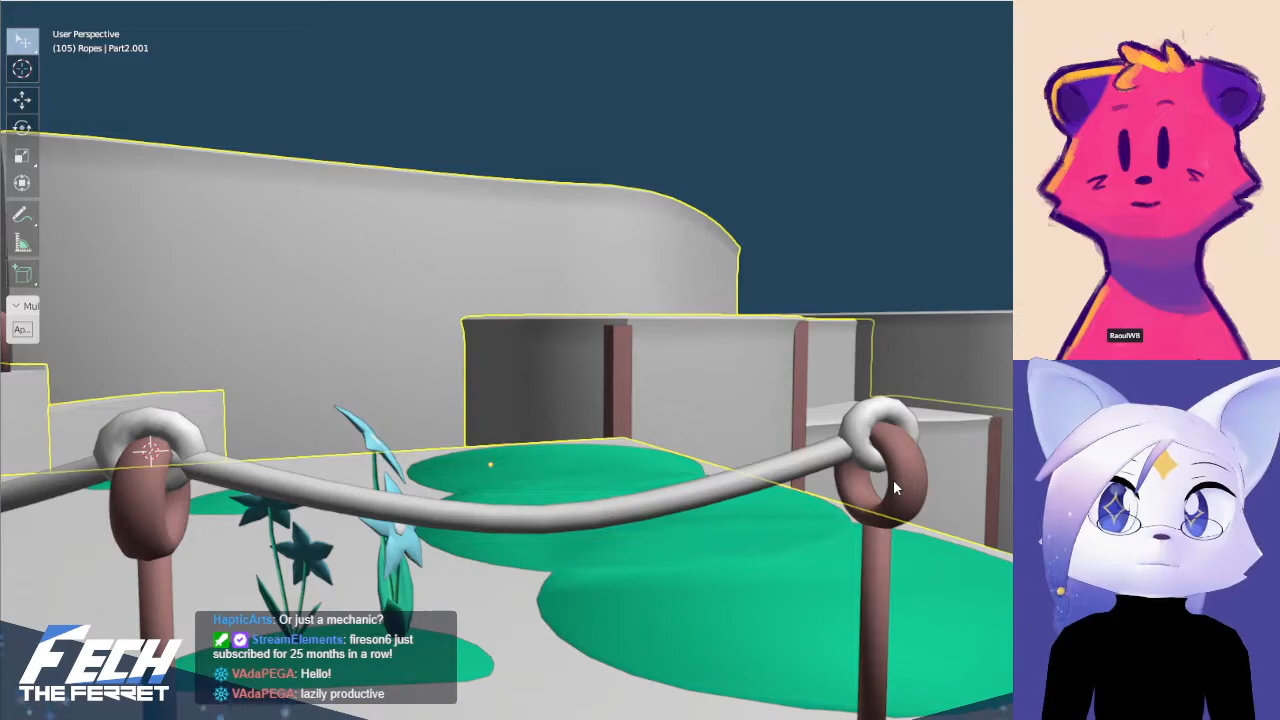 User Perspective
(105) Ropes | Part2.001
Mul
Ap...
RaoulWB
HapticArts: Or just a mechanic?
StreamElements: fireson6 just
subscribed for 25 months in a row!
VAdaPEGA: Hello!
VAdaPEGA: lazily productive
FECH
THE FERRET